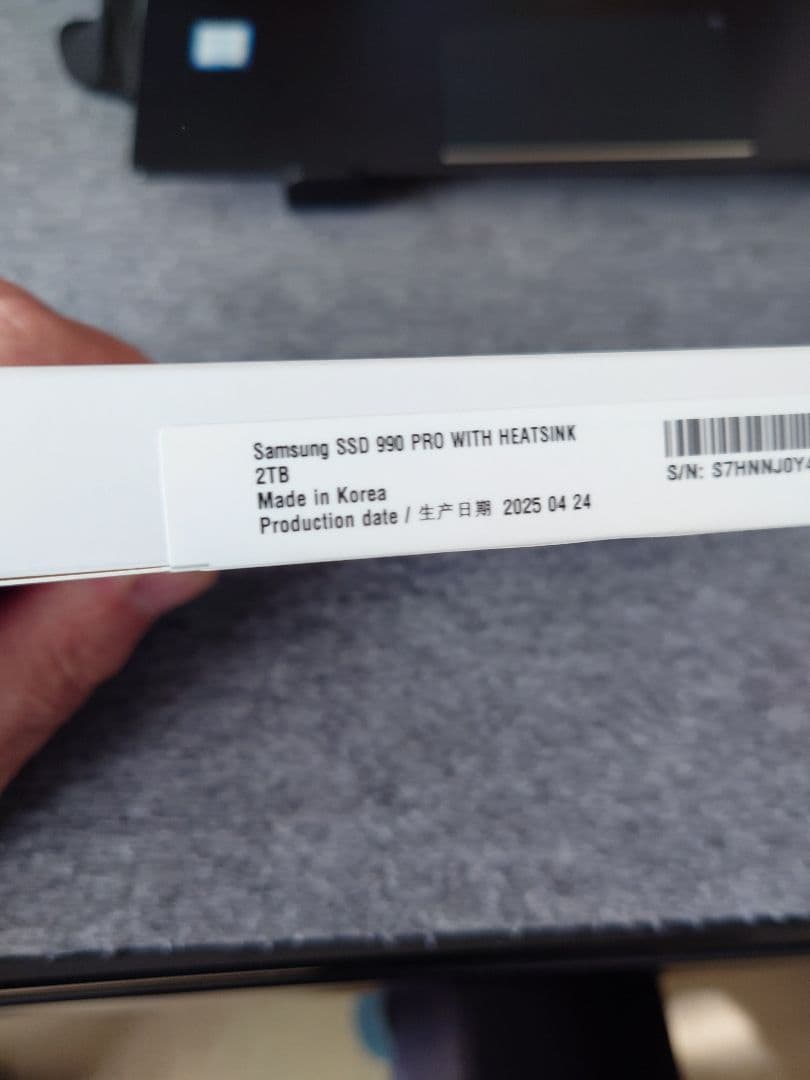 Samsung SSD 990 PRO WITH HEATSINK
2TB
Made in Korea
Production date / 生产日期 2025 04 24
S/N: S7HNNJ0Y4